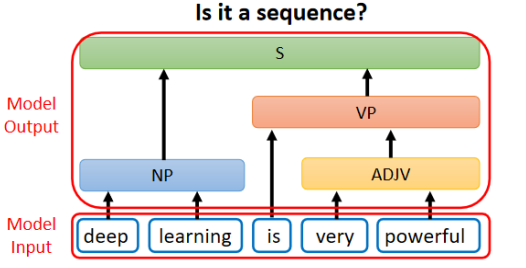 Is it a sequence?
S
Model
Output
VP
NP
ADJV
Model
Input
deep learning is very powerful